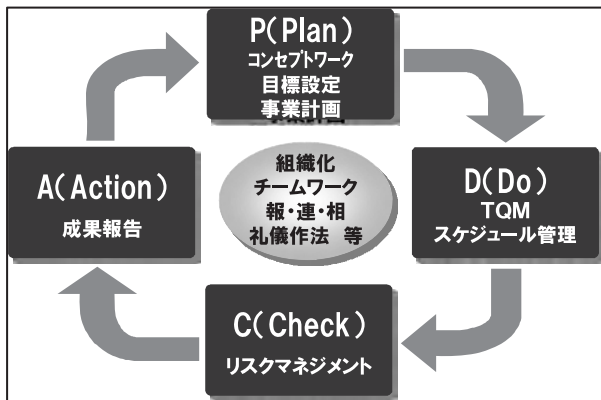 P(Plan)
コンセプトワーク
目標設定
事業計画
組織化
チームワーク
報・連・相
礼儀作法 等
A(Action)
成果報告
D(Do)
TQM
スケジュール管理
C(Check)
リスクマネジメント